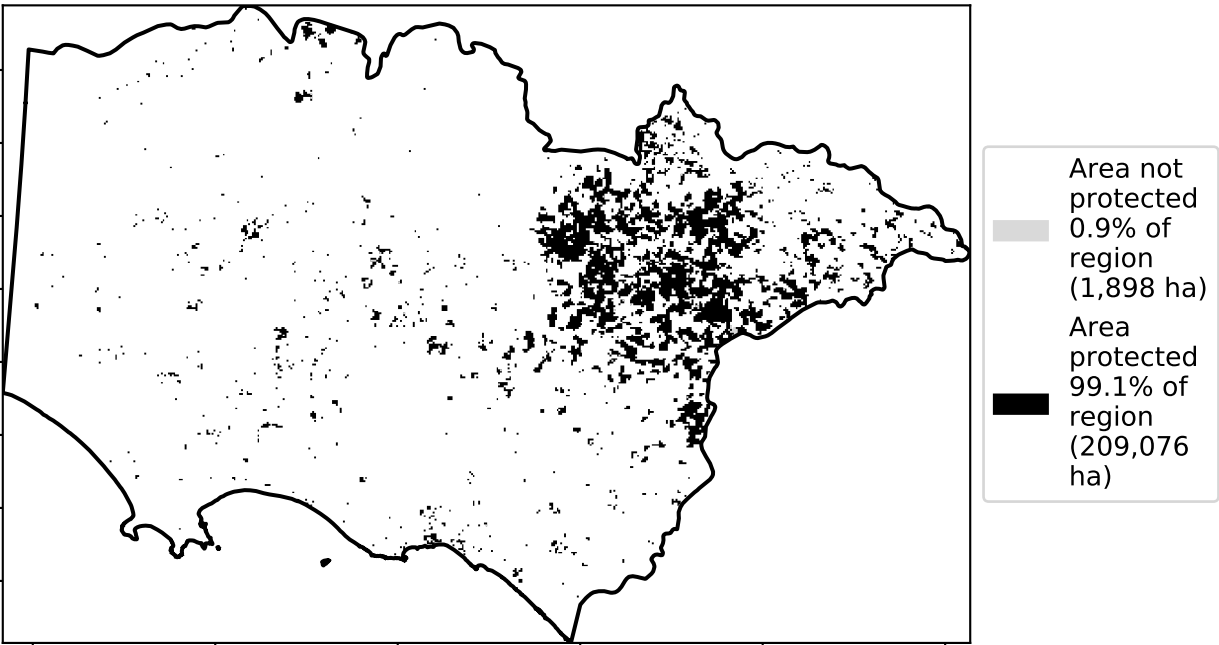 Area not
protected
0.9% of
region
(1,898 ha)
Area
protected
99.1% of
region
(209,076
ha)